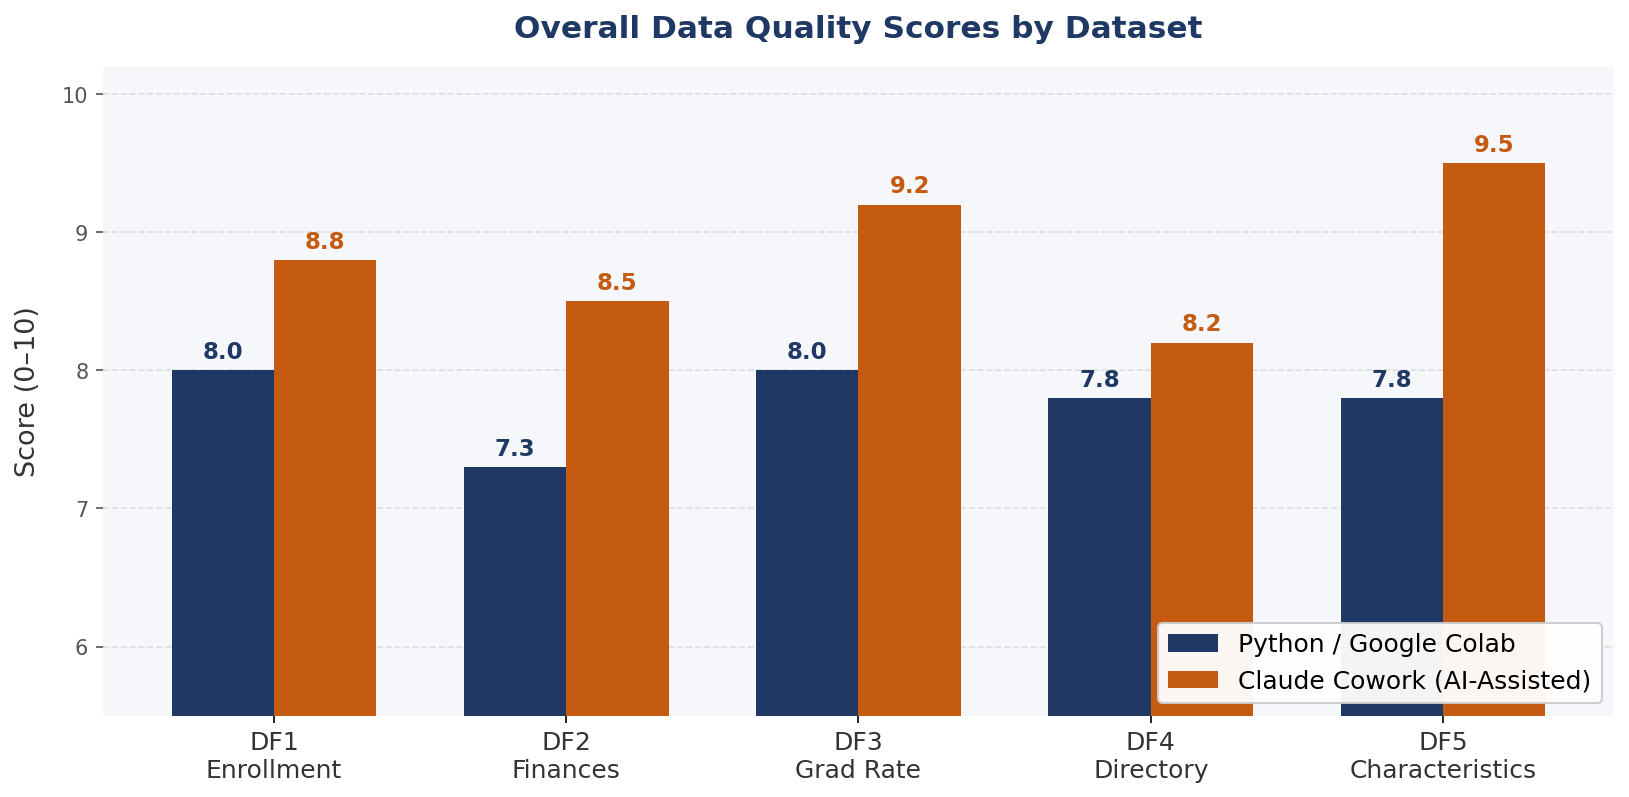 Overall Data Quality Scores by Dataset
Score (0–10)
10
9
8
7
6
8.0
8.8
7.3
8.5
8.0
9.2
7.8
8.2
7.8
9.5
Python / Google Colab
Claude Cowork (AI-Assisted)
DF1
Enrollment
DF2
Finances
DF3
Grad Rate
DF4
Directory
DF5
Characteristics